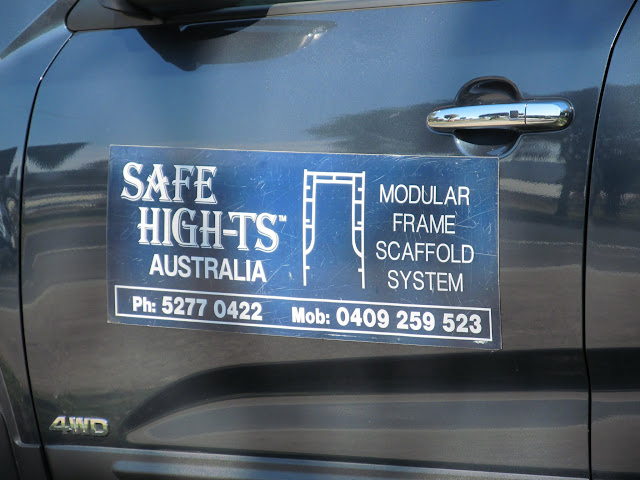 SAFE
HIGH-TS™
AUSTRALIA
MODULAR
FRAME
SCAFFOLD
SYSTEM
Ph: 5277 0422 Mob: 0409 259 523
4WD